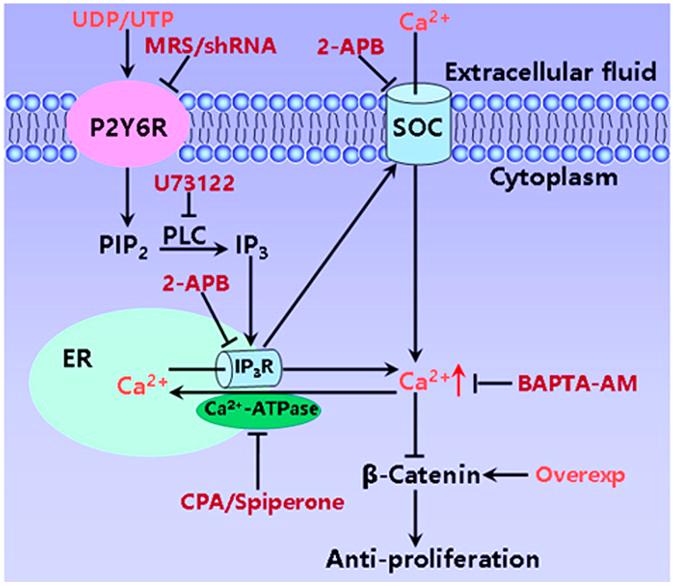 UDP/UTP
Ca²⁺
MRS/shRNA
2-APB
Extracellular fluid
P2Y6R
SOC
Cytoplasm
U73122
PIP₂
PLC
IP₃
2-APB
ER
IP₃R
Ca²⁺
Ca²⁺
BAPTA-AM
Ca²⁺-ATPase
β-Catenin
Overexp
CPA/Spiperone
Anti-proliferation